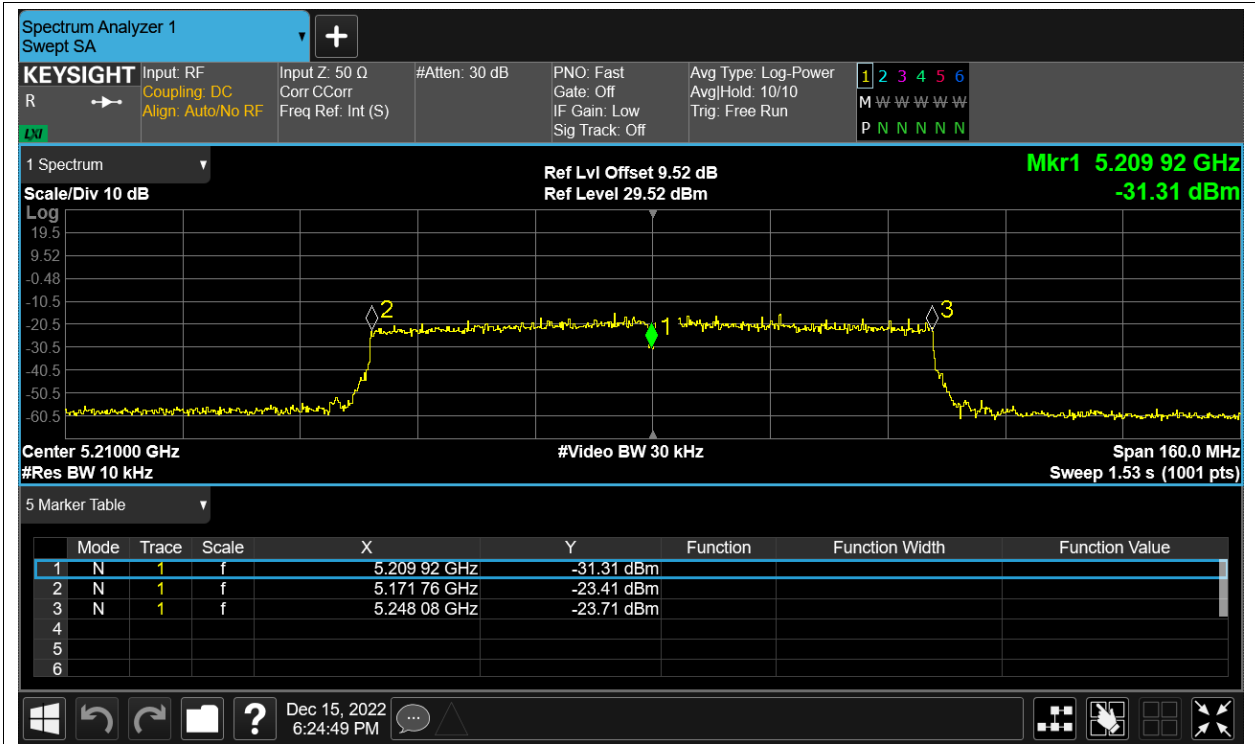 Spectrum Analyzer 1
Swept SA
KEYSIGHT
R
LXI
Input: RF
Coupling: DC
Align: Auto/No RF
Input Z: 50 Ω
Corr CCorr
Freq Ref: Int (S)
#Atten: 30 dB
PNO: Fast
Gate: Off
IF Gain: Low
Sig Track: Off
Avg Type: Log-Power
Avg|Hold: 10/10
Trig: Free Run
1 2 3 4 5 6
M W W W W W
P N N N N N
1 Spectrum
Scale/Div 10 dB
Ref Lvl Offset 9.52 dB
Ref Level 29.52 dBm
Mkr1 5.209 92 GHz
-31.31 dBm
Log
19.5
9.52
-0.48
-10.5
-20.5
-30.5
-40.5
-50.5
-60.5
2
1
3
Center 5.21000 GHz
#Res BW 10 kHz
#Video BW 30 kHz
Span 160.0 MHz
Sweep 1.53 s (1001 pts)
5 Marker Table
Mode Trace Scale X Y Function Function Width Function Value
1 N 1 f 5.209 92 GHz -31.31 dBm
2 N 1 f 5.171 76 GHz -23.41 dBm
3 N 1 f 5.248 08 GHz -23.71 dBm
4
5
6
?
Dec 15, 2022
6:24:49 PM